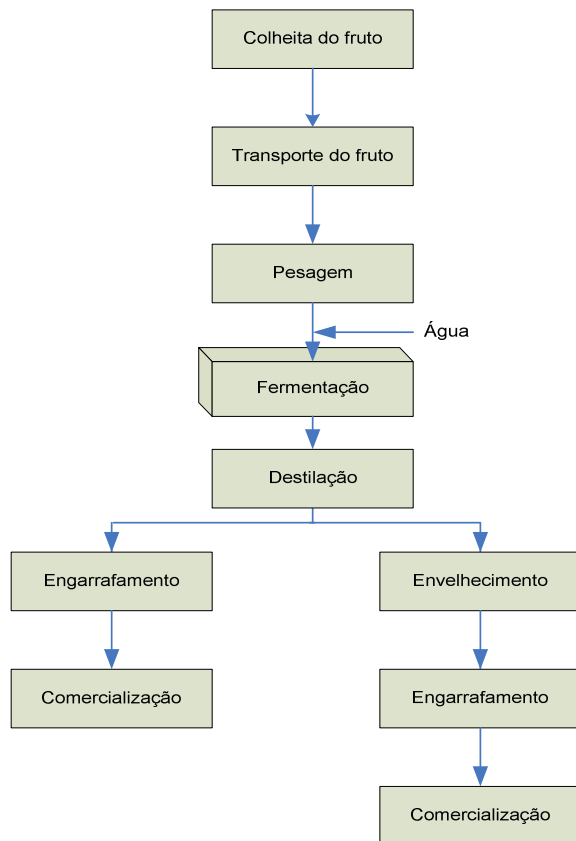 Colheita do fruto
Transporte do fruto
Pesagem
Água
Fermentação
Destilação
Engarrafamento
Envelhecimento
Comercialização
Engarrafamento
Comercialização